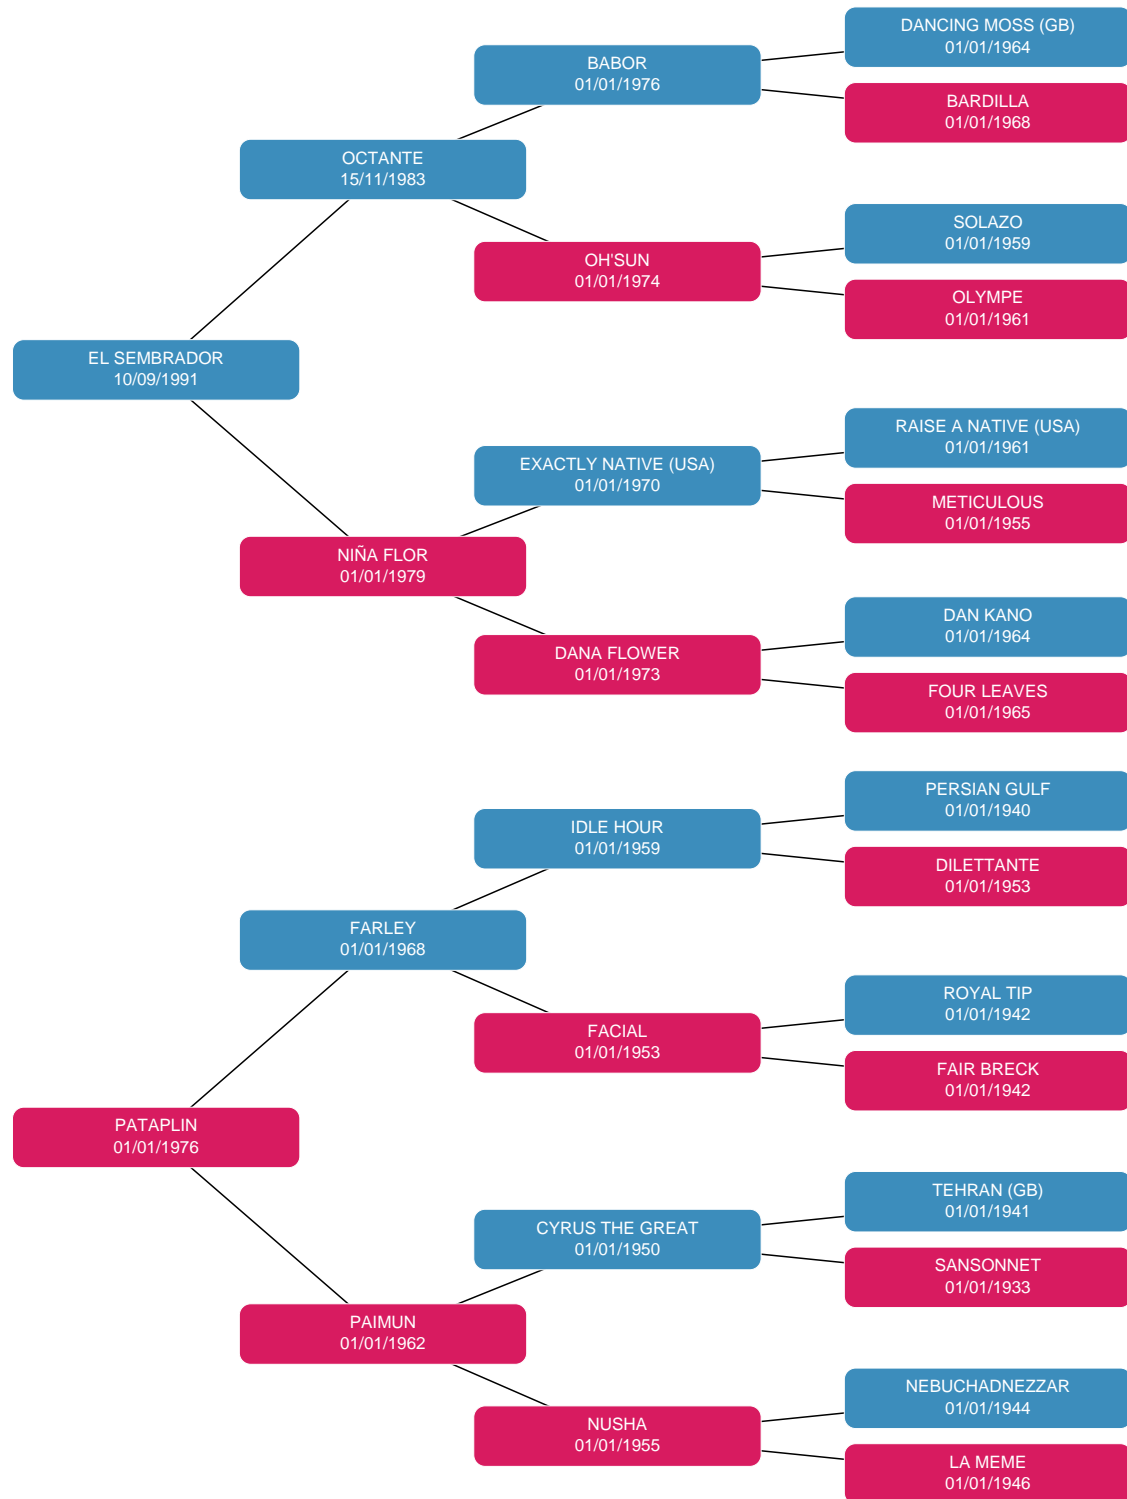 DANCING MOSS (GB)
01/01/1964
BABOR
01/01/1976
BARDILLA
01/01/1968
OCTANTE
15/11/1983
SOLAZO
01/01/1959
OH'SUN
01/01/1974
OLYMPE
01/01/1961
EL SEMBRADOR
10/09/1991
RAISE A NATIVE (USA)
01/01/1961
EXACTLY NATIVE (USA)
01/01/1970
METICULOUS
01/01/1955
NIÑA FLOR
01/01/1979
DAN KANO
01/01/1964
DANA FLOWER
01/01/1973
FOUR LEAVES
01/01/1965
PERSIAN GULF
01/01/1940
IDLE HOUR
01/01/1959
DILETTANTE
01/01/1953
FARLEY
01/01/1968
ROYAL TIP
01/01/1942
FACIAL
01/01/1953
FAIR BRECK
01/01/1942
PATAPLIN
01/01/1976
TEHRAN (GB)
01/01/1941
CYRUS THE GREAT
01/01/1950
SANSONNET
01/01/1933
PAIMUN
01/01/1962
NEBUCHADNEZZAR
01/01/1944
NUSHA
01/01/1955
LA MEME
01/01/1946